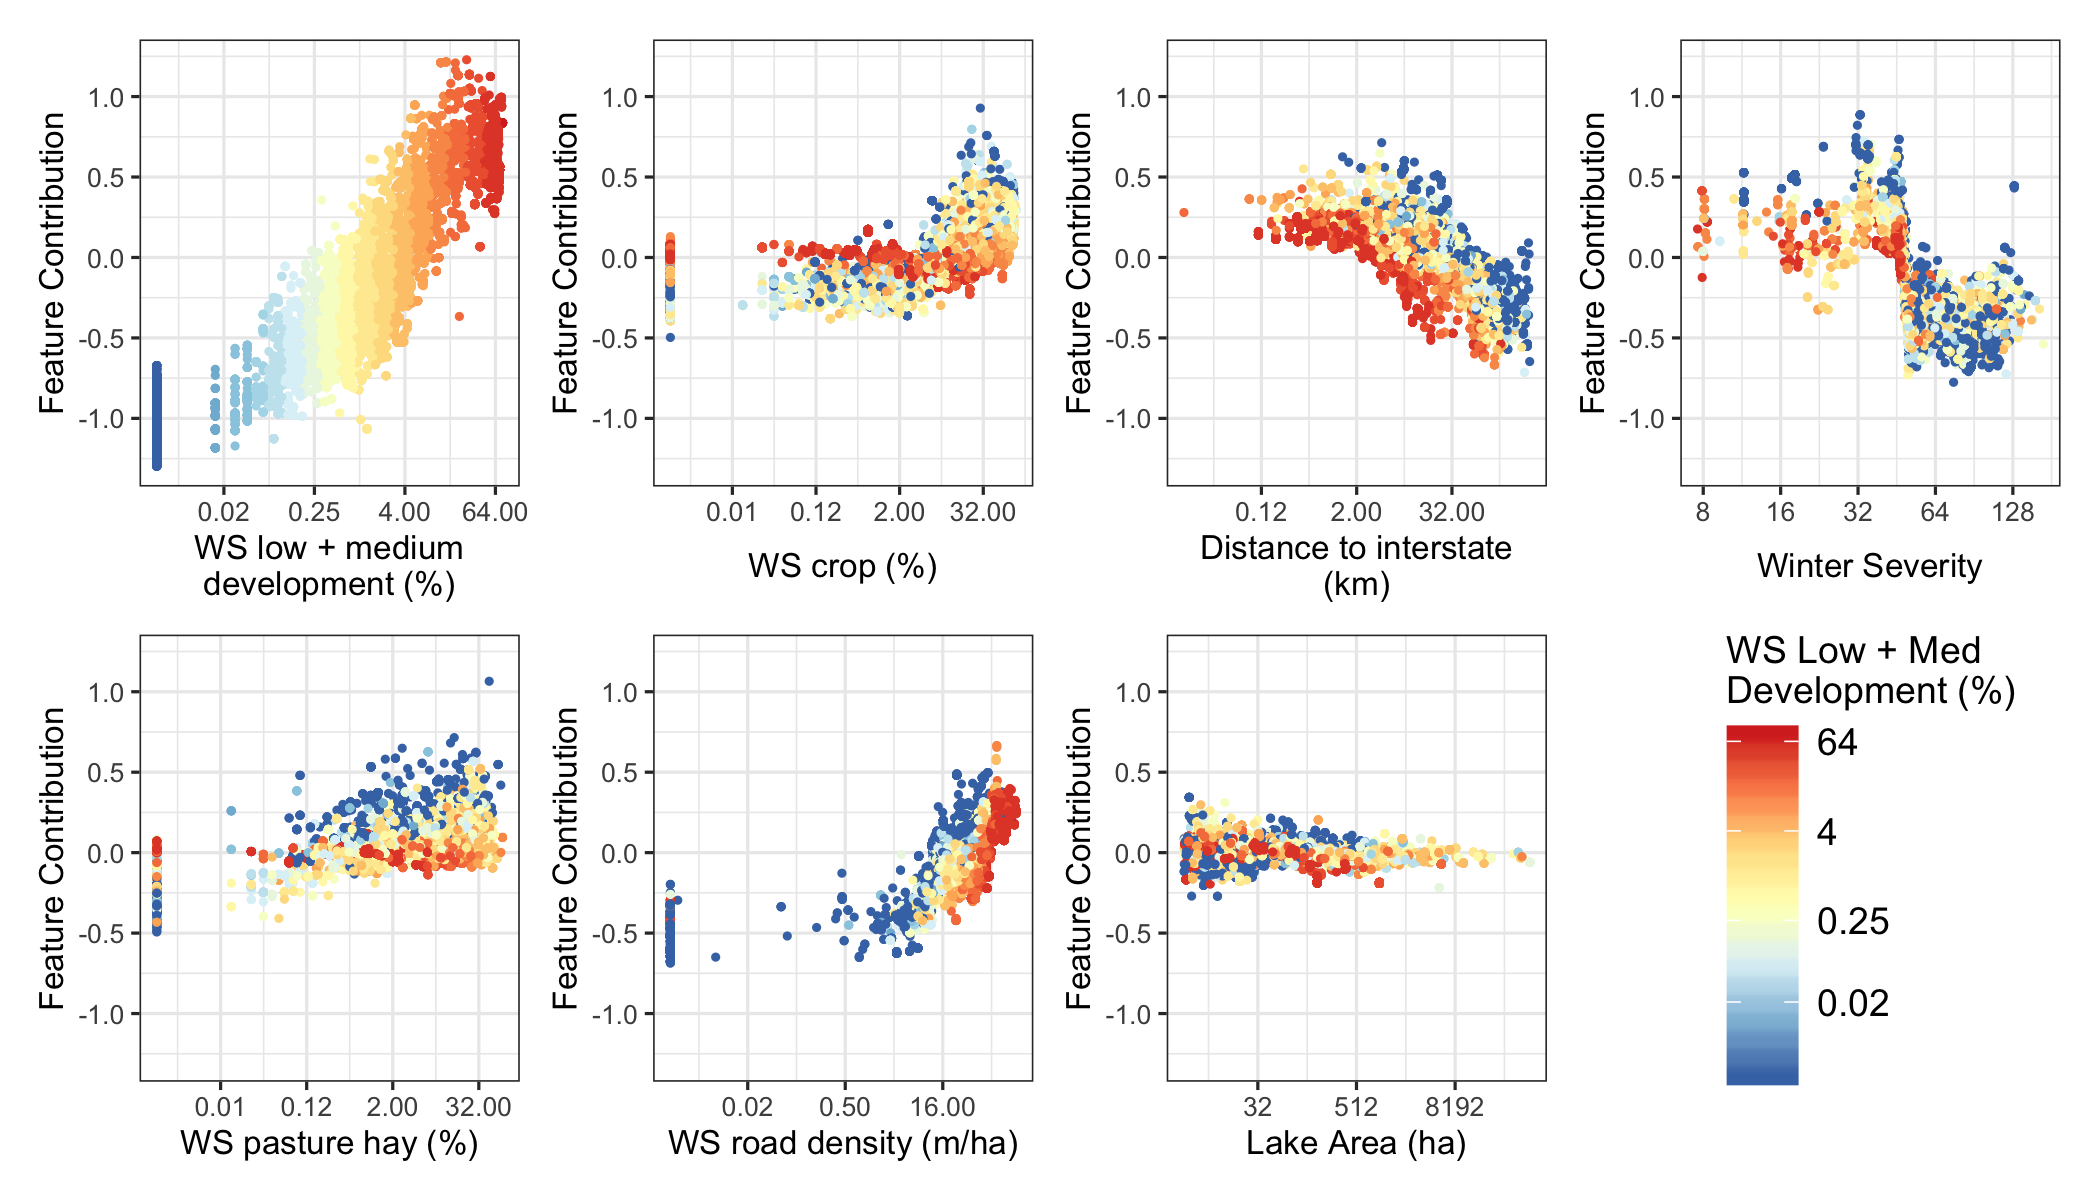 Feature Contribution
1.0
0.5
0.0
-0.5
-1.0
0.02 0.25 4.00 64.00
WS low + medium
development (%)
Feature Contribution
1.0
0.5
0.0
-0.5
-1.0
0.01 0.12 2.00 32.00
WS crop (%)
Feature Contribution
1.0
0.5
0.0
-0.5
-1.0
0.12 2.00 32.00
Distance to interstate
(km)
Feature Contribution
1.0
0.5
0.0
-0.5
-1.0
8 16 32 64 128
Winter Severity
Feature Contribution
1.0
0.5
0.0
-0.5
-1.0
0.01 0.12 2.00 32.00
WS pasture hay (%)
Feature Contribution
1.0
0.5
0.0
-0.5
-1.0
0.02 0.50 16.00
WS road density (m/ha)
Feature Contribution
1.0
0.5
0.0
-0.5
-1.0
32 512 8192
Lake Area (ha)
WS Low + Med
Development (%)
64
4
0.25
0.02